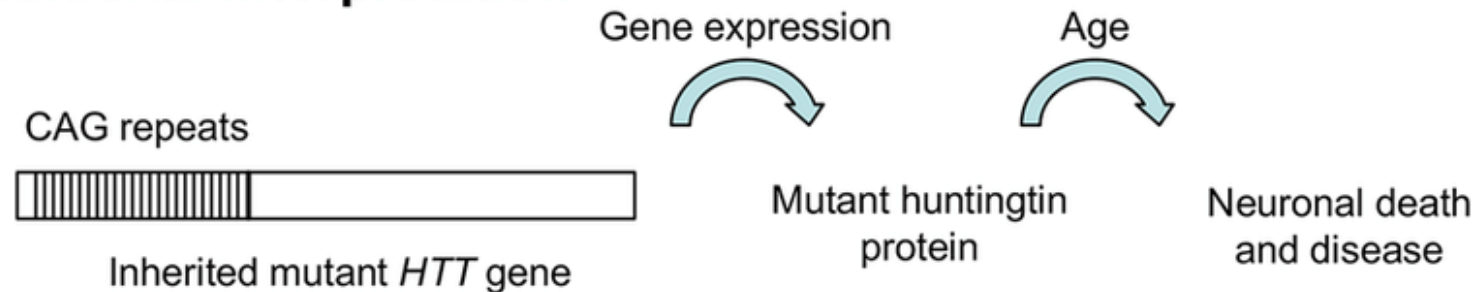 Gene expression
Age
CAG repeats
Mutant huntingtin
protein
Neuronal death
and disease
Inherited mutant HTT gene